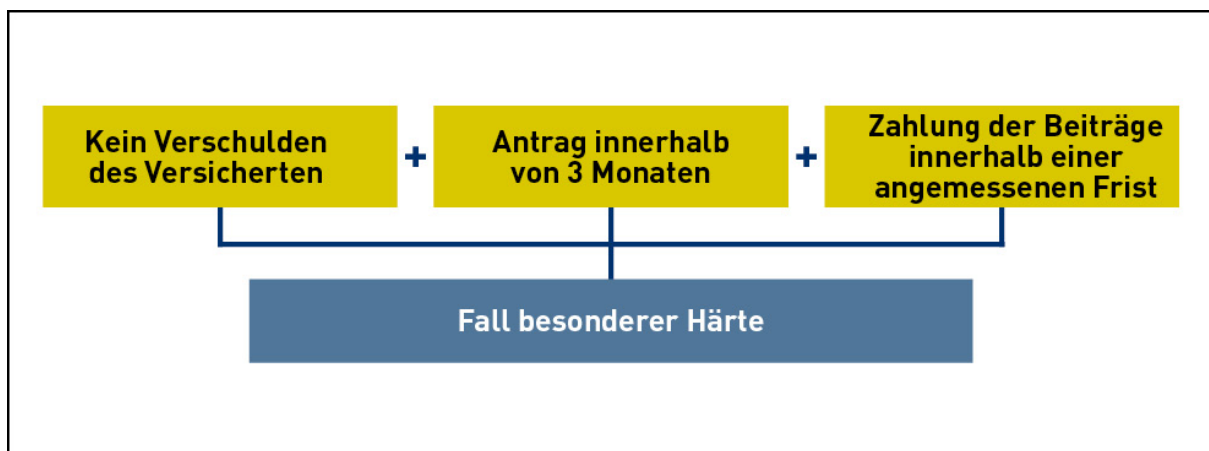 Kein Verschulden
des Versicherten
+
Antrag innerhalb
von 3 Monaten
+
Zahlung der Beiträge
innerhalb einer
angemessenen Frist
Fall besonderer Härte